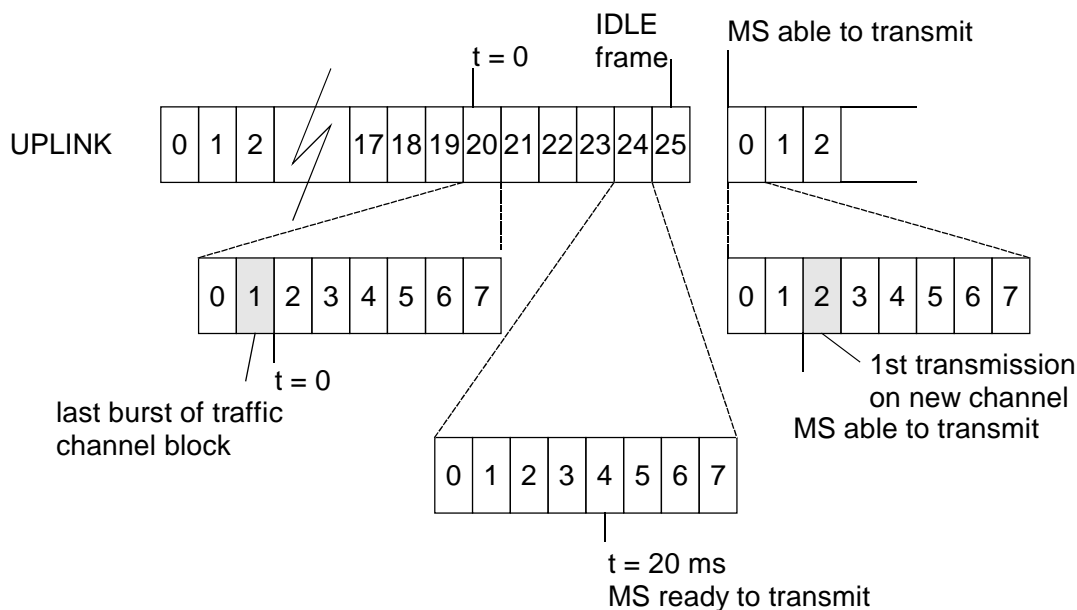 IDLE
frame
MS able to transmit
t = 0
UPLINK
0 1 2 17 18 19 20 21 22 23 24 25
0 1 2
0 1 2 3 4 5 6 7
0 1 2 3 4 5 6 7
t = 0
last burst of traffic
channel block
1st transmission
on new channel
MS able to transmit
0 1 2 3 4 5 6 7
t = 20 ms
MS ready to transmit